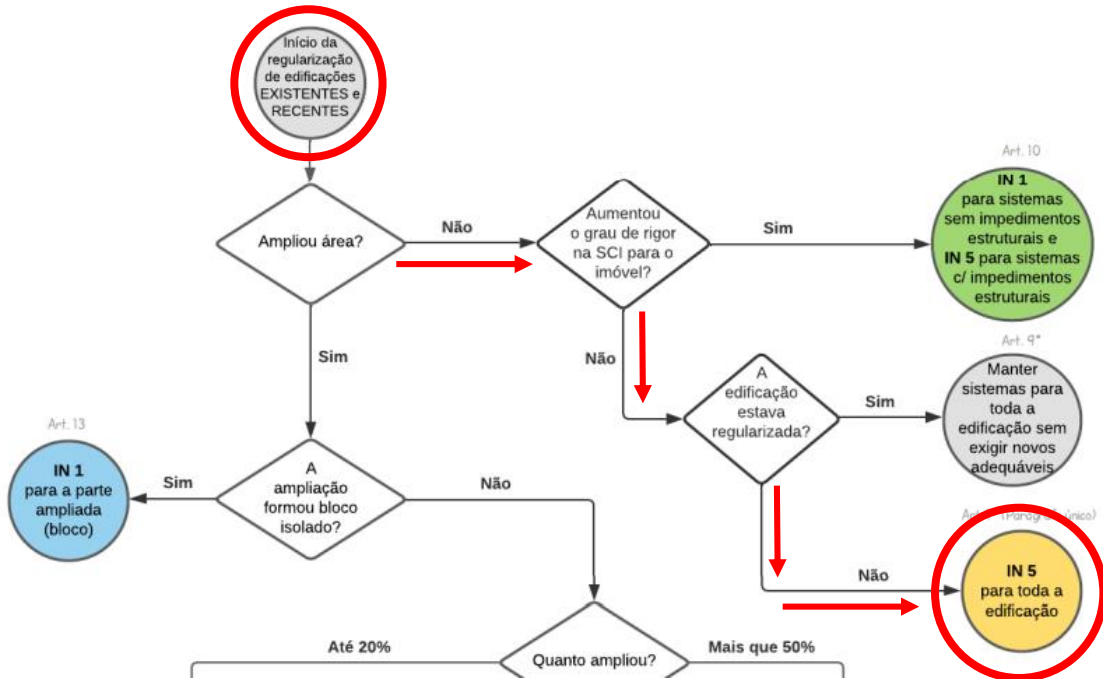 Início da
regularização
de edificações
EXISTENTES e
RECENTES
Ampliou área?
Não
Aumentou
o grau de rigor
na SCI para o
imóvel?
Sim
Art. 10
IN 1
para sistemas
sem impedimentos
estruturais e
IN 5 para sistemas
c/ impedimentos
estruturais
Sim
Não
A
edificação
estava
regularizada?
Sim
Art. 9°
Manter
sistemas para
toda a
edificação sem
exigir novos
adequáveis
Art. 13
IN 1
para a parte
ampliada
(bloco)
Sim
A
ampliação
formou bloco
isolado?
Não
Não
(Parágrafo único)
IN 5
para toda a
edificação
Até 20%
Quanto ampliou?
Mais que 50%